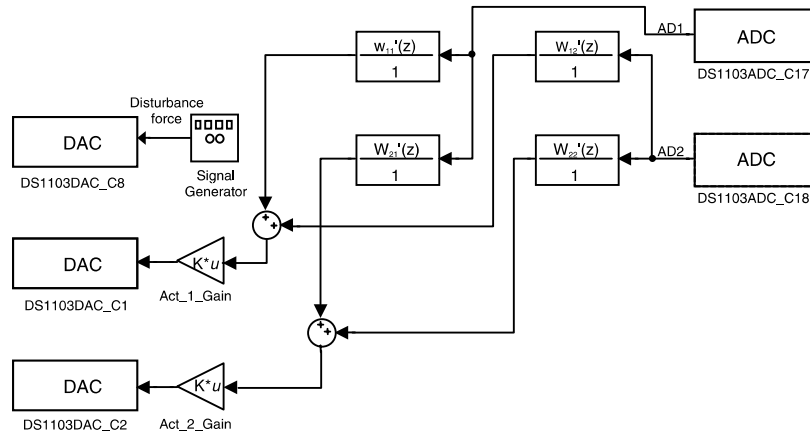 AD1
ADC
DS1103ADC_C17
w11'(z)
1
W12'(z)
1
Disturbance
force
DAC
DS1103DAC_C8
Signal
Generator
W21'(z)
1
W22'(z)
1
AD2
ADC
DS1103ADC_C18
+
+
DAC
DS1103DAC_C1
K*u
Act_1_Gain
+
+
DAC
DS1103DAC_C2
K*u
Act_2_Gain